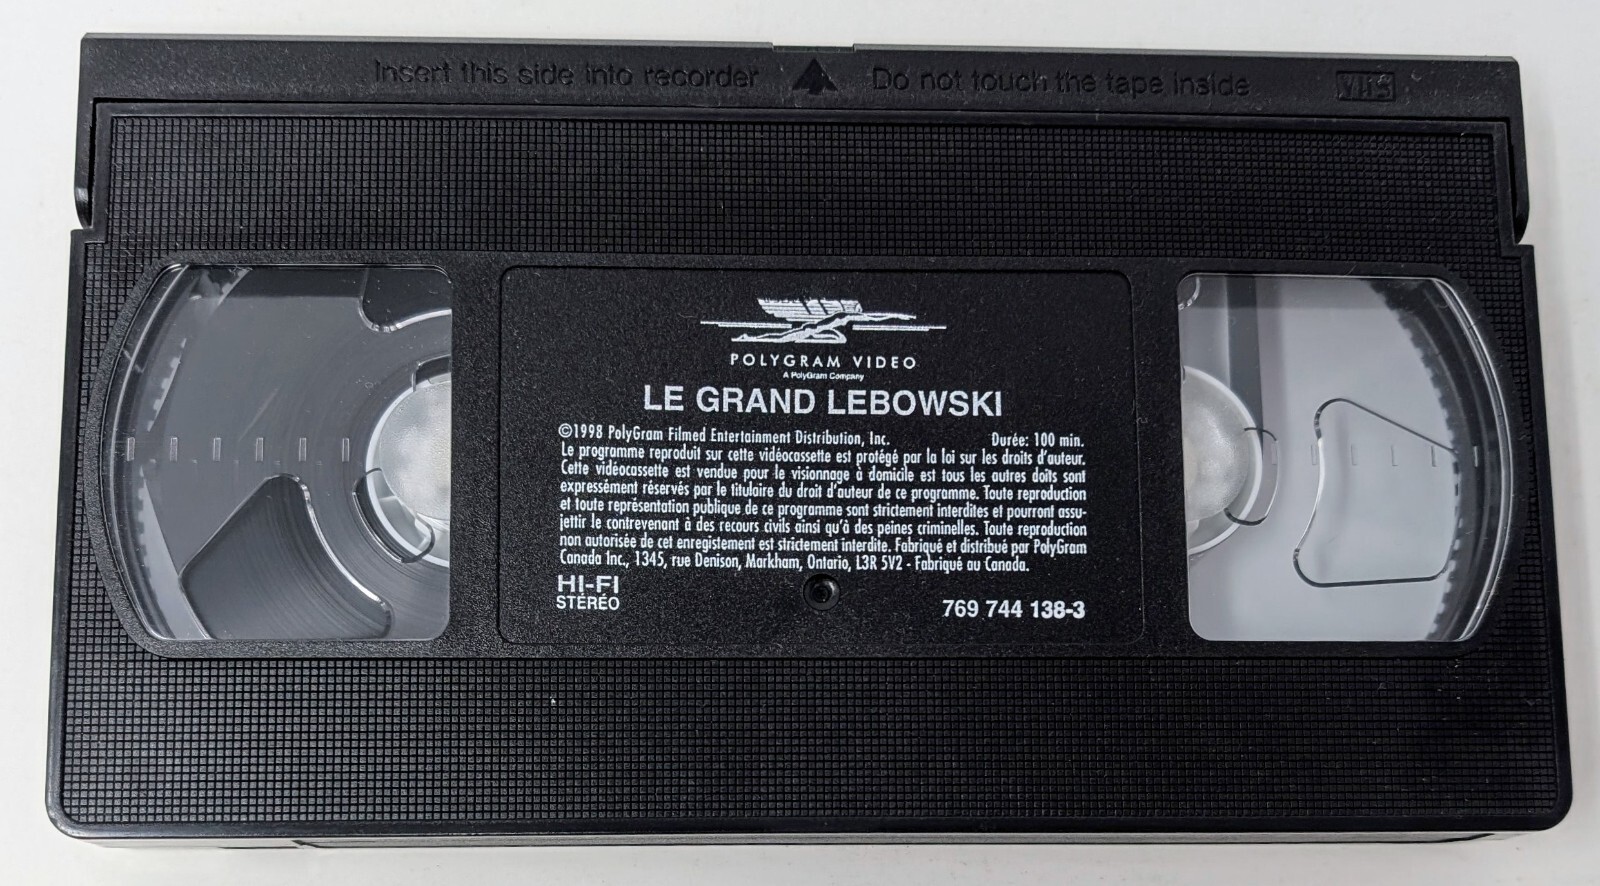 Insert this side into recorder Do not touch the tape inside VHS
POLYGRAM VIDEO
A PolyGram Company
LE GRAND LEBOWSKI
©1998 PolyGram Filmed Entertainment Distribution, Inc. Durée: 100 min.
Le programme reproduit sur cette vidéocassette est protégé par la loi sur les droits d'auteur.
Cette vidéocassette est vendue pour le visionnage à domicile est tous les autres droits sont
expressément réservés par le titulaire du droit d'auteur de ce programme. Toute reproduction
et toute représentation publique de ce programme sont strictement interdites et pourront assu-
jettir le contrevenant à des recours civils ainsi qu'à des peines criminelles. Toute reproduction
non autorisée de cet enregistement est strictement interdite. Fabriqué et distribué par PolyGram
Canada Inc., 1345, rue Denison, Markham, Ontario, L3R 5V2 - Fabriqué au Canada.
HI-FI
STÉRÉO
769 744 138-3